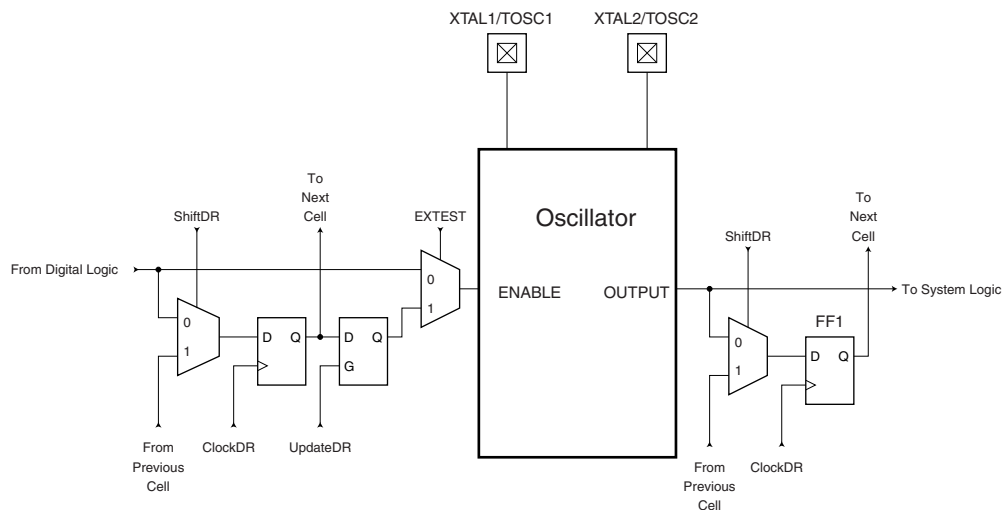 XTAL1/TOSC1
XTAL2/TOSC2
To
Next
Cell
ShiftDR
EXTEST
From Digital Logic
0
1
0
1
D Q
D Q
G
From
Previous
Cell
ClockDR
UpdateDR
Oscillator
ENABLE
OUTPUT
To
Next
Cell
ShiftDR
To System Logic
0
1
FF1
D Q
From
Previous
Cell
ClockDR